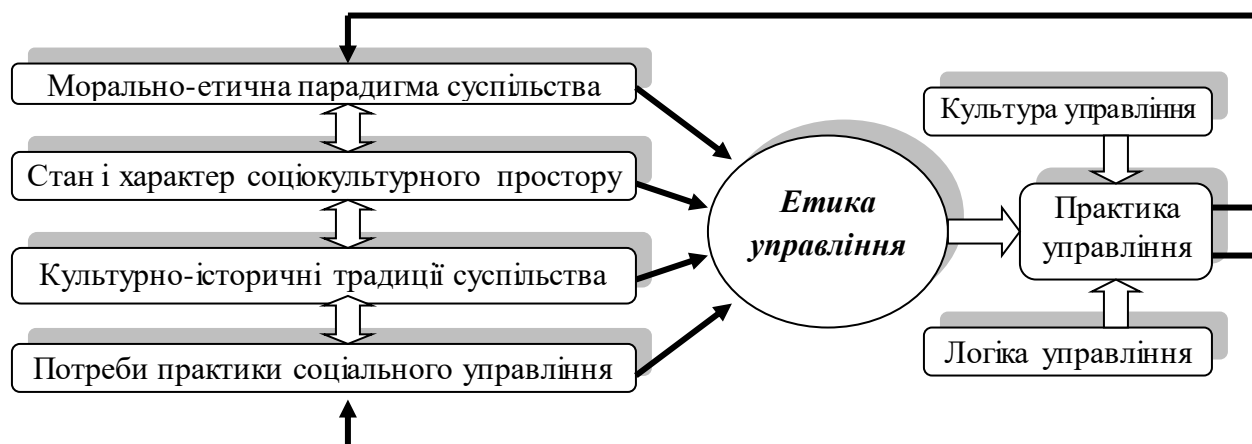 Морально-етична парадигма суспільства
Стан і характер соціокультурного простору
Культурно-історичні традиції суспільства
Потреби практики соціального управління
Етика
управління
Культура управління
Практика
управління
Логіка управління